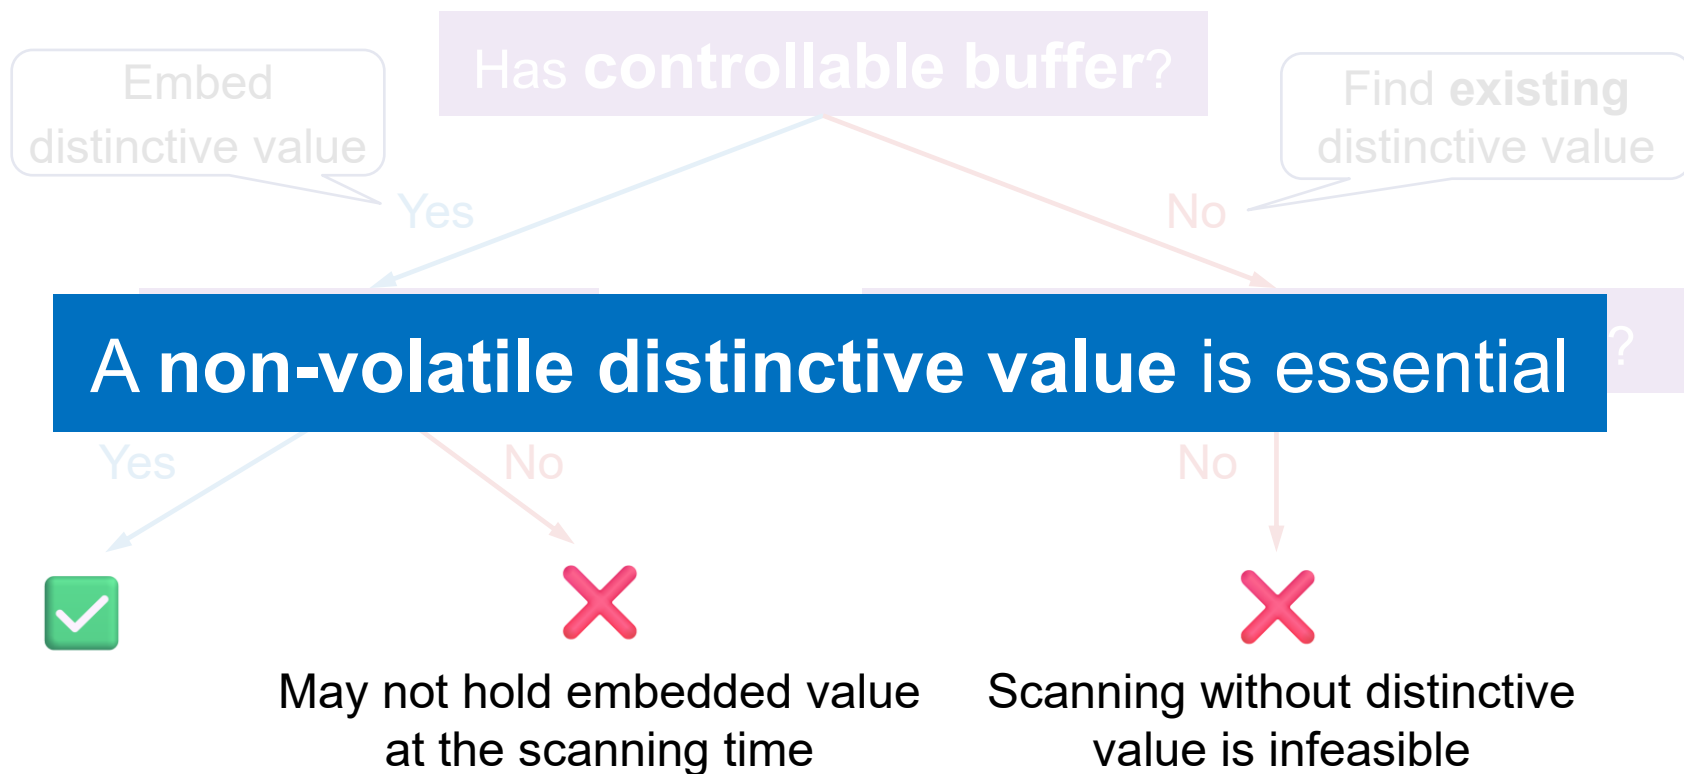 Has controllable buffer?
Embed
distinctive value
Find existing
distinctive value
Yes
No
?
A non-volatile distinctive value is essential
Yes
No
No
May not hold embedded value
at the scanning time
Scanning without distinctive
value is infeasible